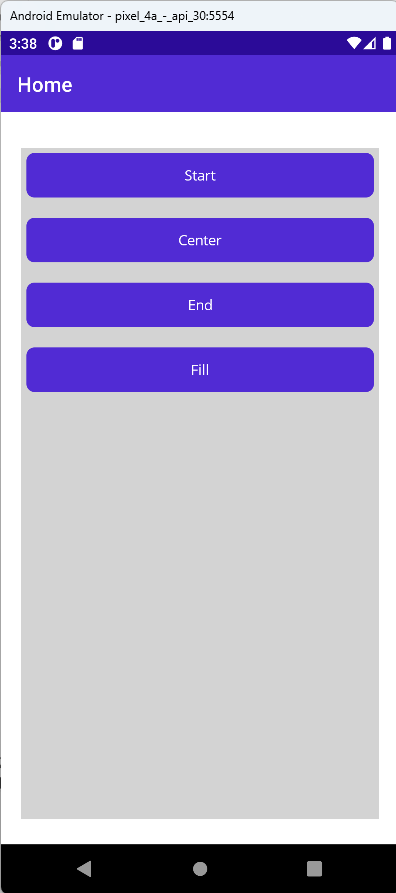 Android Emulator - pixel_4a_-_api_30:5554
3:38
Home
Start
Center
End
Fill